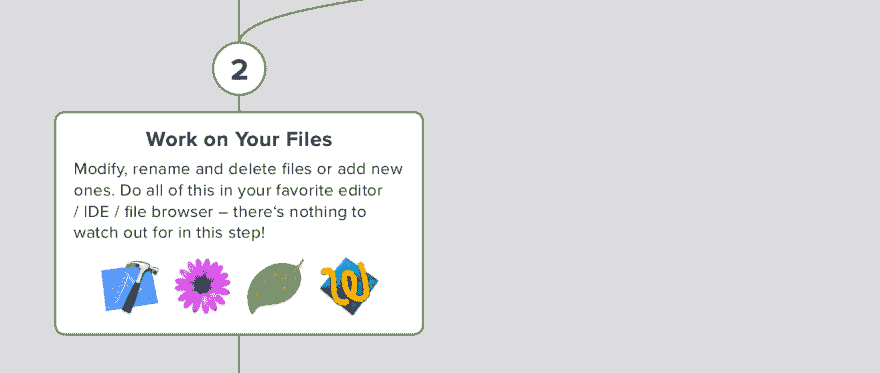 2
Work on Your Files
Modify, rename and delete files or add new
ones. Do all of this in your favorite editor
/ IDE / file browser – there‘s nothing to
watch out for in this step!